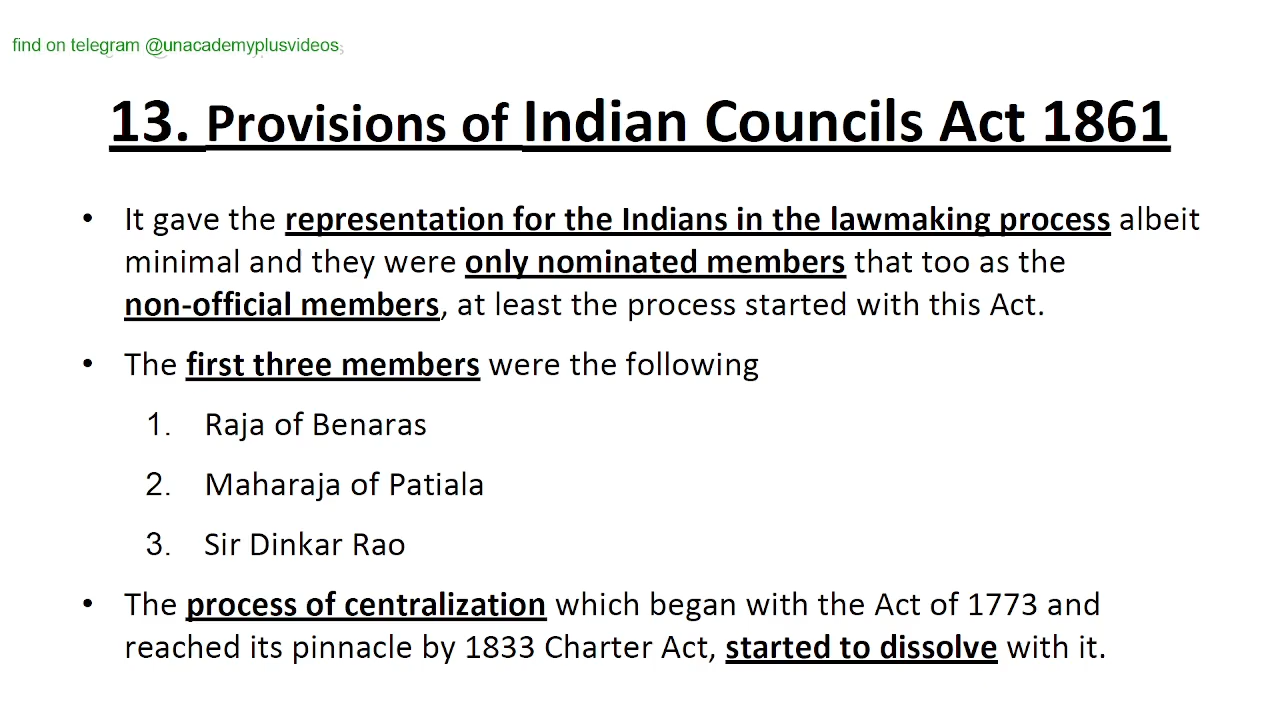 find on telegram @unacademyplusvideos
13. Provisions of Indian Councils Act 1861
• It gave the representation for the Indians in the lawmaking process albeit
minimal and they were only nominated members that too as the
non-official members, at least the process started with this Act.
• The first three members were the following
1. Raja of Benaras
2. Maharaja of Patiala
3. Sir Dinkar Rao
• The process of centralization which began with the Act of 1773 and
reached its pinnacle by 1833 Charter Act, started to dissolve with it.